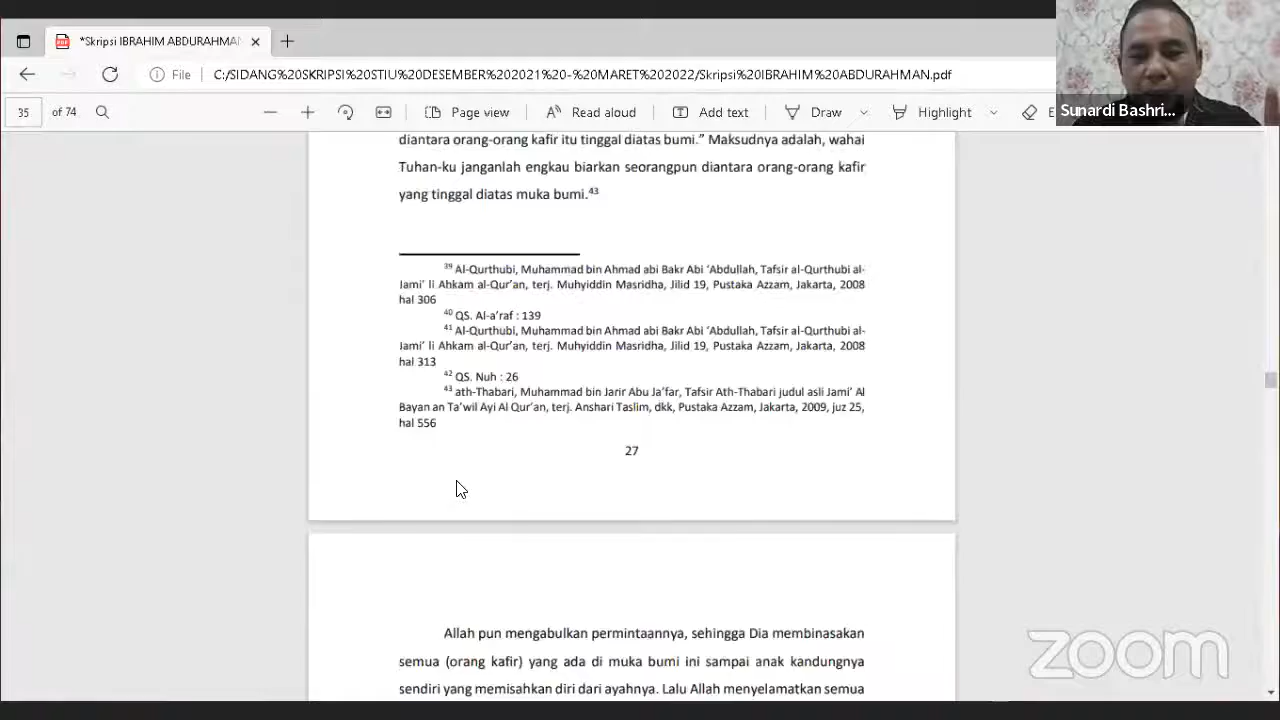 *Skripsi IBRAHIM ABDURAHMAN
File
C:/SIDANG%20SKRIPSI%20STIU%20DESEMBER%202021%20-%20MARET%202022/Skripsi%20IBRAHIM%20ABDURAHMAN.pdf
Sunardi Bashri...
35 of 74
Page view
Read aloud
Add text
Draw
Highlight
diantara orang-orang kafir itu tinggal diatas bumi.” Maksudnya adalah, wahai
Tuhan-ku janganlah engkau biarkan seorangpun diantara orang-orang kafir
yang tinggal diatas muka bumi.⁴³
³⁹ Al-Qurthubi, Muhammad bin Ahmad abi Bakr Abi ‘Abdullah, Tafsir al-Qurthubi al-
Jami’ li Ahkam al-Qur’an, terj. Muhyiddin Masridha, Jilid 19, Pustaka Azzam, Jakarta, 2008
hal 306
⁴⁰ QS. Al-a’raf : 139
⁴¹ Al-Qurthubi, Muhammad bin Ahmad abi Bakr Abi ‘Abdullah, Tafsir al-Qurthubi al-
Jami’ li Ahkam al-Qur’an, terj. Muhyiddin Masridha, Jilid 19, Pustaka Azzam, Jakarta, 2008
hal 313
⁴² QS. Nuh : 26
⁴³ ath-Thabari, Muhammad bin Jarir Abu Ja’far, Tafsir Ath-Thabari judul asli Jami’ Al
Bayan an Ta’wil Ayi Al Qur’an, terj. Anshari Taslim, dkk, Pustaka Azzam, Jakarta, 2009, juz 25,
hal 556
27
Allah pun mengabulkan permintaannya, sehingga Dia membinasakan
semua (orang kafir) yang ada di muka bumi ini sampai anak kandungnya
sendiri yang memisahkan diri dari ayahnya. Lalu Allah menyelamatkan semua
zoom